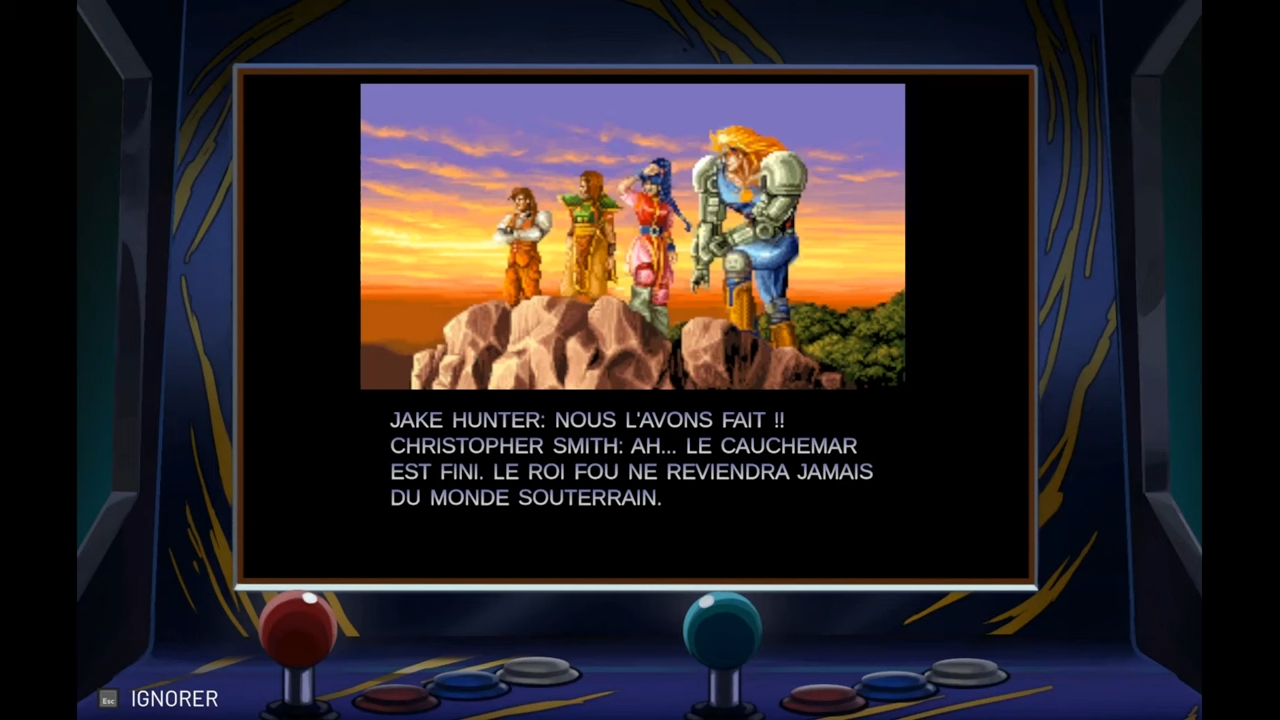 JAKE HUNTER: NOUS L'AVONS FAIT !!
CHRISTOPHER SMITH: AH... LE CAUCHEMAR
EST FINI. LE ROI FOU NE REVIENDRA JAMAIS
DU MONDE SOUTERRAIN.
Esc IGNORER